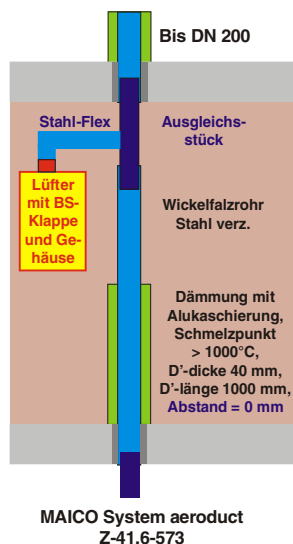 Bis DN 200
Stahl-Flex
Ausgleichs-
stück
Lüfter
mit BS-
Klappe
und Ge-
häuse
Wickelfalzrohr
Stahl verz.
Dämmung mit
Alukaschierung,
Schmelzpunkt
> 1000°C,
D'-dicke 40 mm,
D'-länge 1000 mm,
Abstand = 0 mm
MAICO System aeroduct
Z-41.6-573